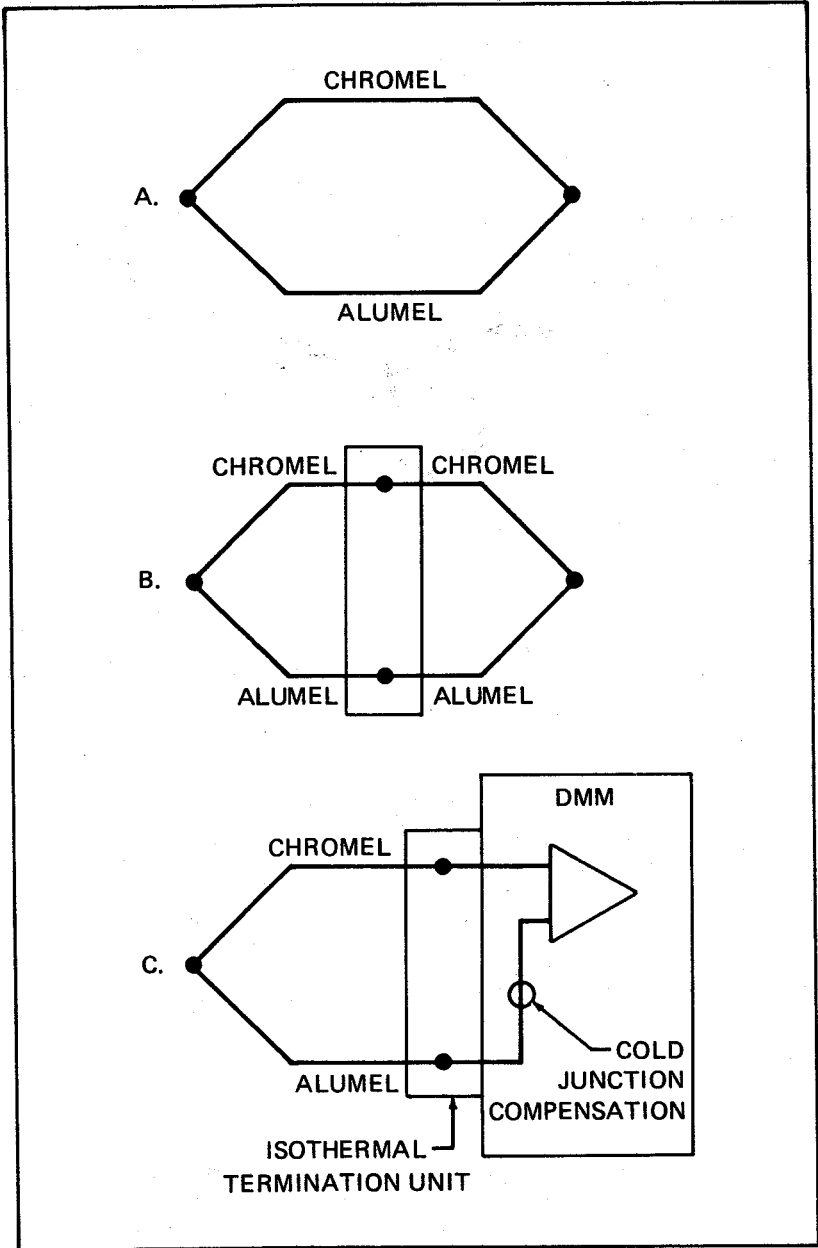 CHROMEL
A.
ALUMEL
CHROMEL CHROMEL
B.
ALUMEL ALUMEL
DMM
CHROMEL
C.
COLD
JUNCTION
COMPENSATION
ALUMEL
ISOTHERMAL
TERMINATION UNIT